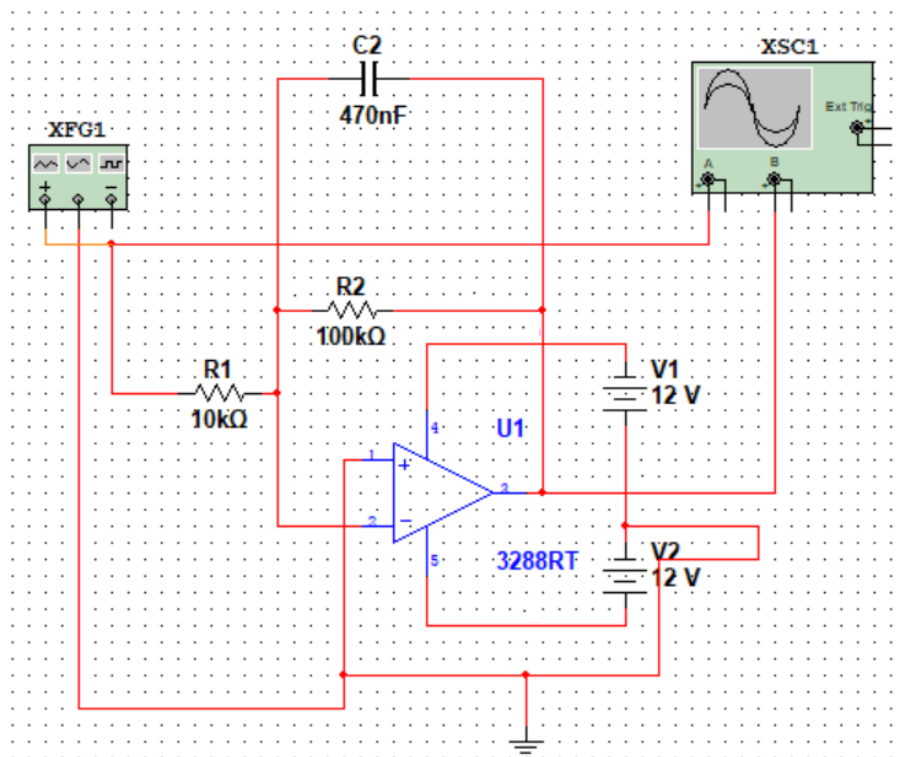 C2
470nF
XSC1
Ext Trig
A
B
XFG1
R2
100kΩ
R1
10kΩ
V1
12 V
U1
4
1
2
3
5
3288RT
V2
12 V